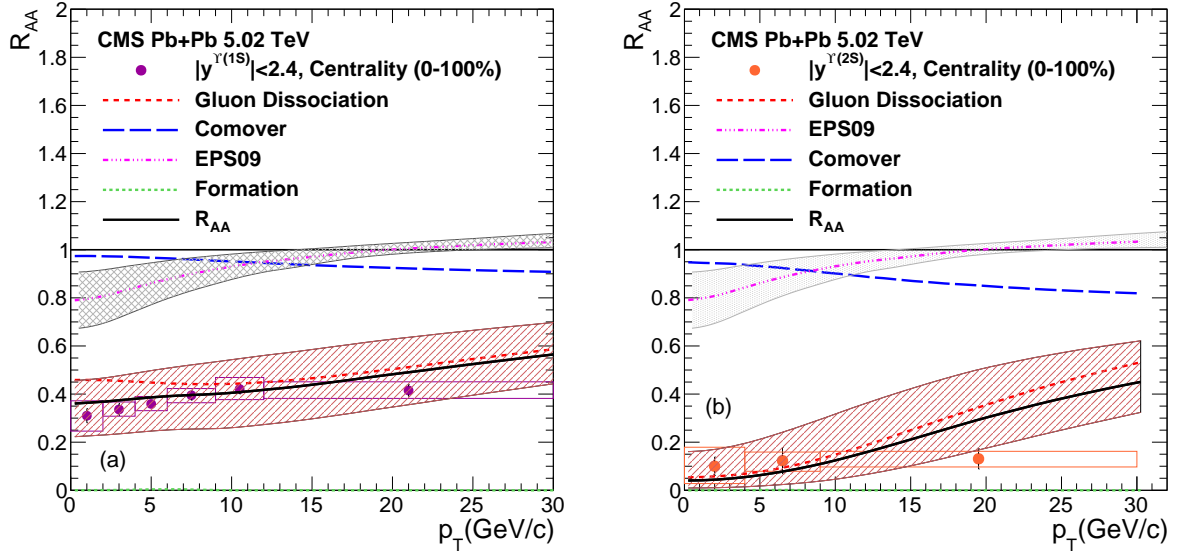 R_AA
2
1.8
1.6
1.4
1.2
1
0.8
0.6
0.4
0.2
0
CMS Pb+Pb 5.02 TeV
|y^ϒ(1S)|<2.4, Centrality (0-100%)
Gluon Dissociation
Comover
EPS09
Formation
R_AA
(a)
0 5 10 15 20 25 30
p_T(GeV/c)
R_AA
2
1.8
1.6
1.4
1.2
1
0.8
0.6
0.4
0.2
0
CMS Pb+Pb 5.02 TeV
|y^ϒ(2S)|<2.4, Centrality (0-100%)
Gluon Dissociation
EPS09
Comover
Formation
R_AA
(b)
0 5 10 15 20 25 30
p_T(GeV/c)